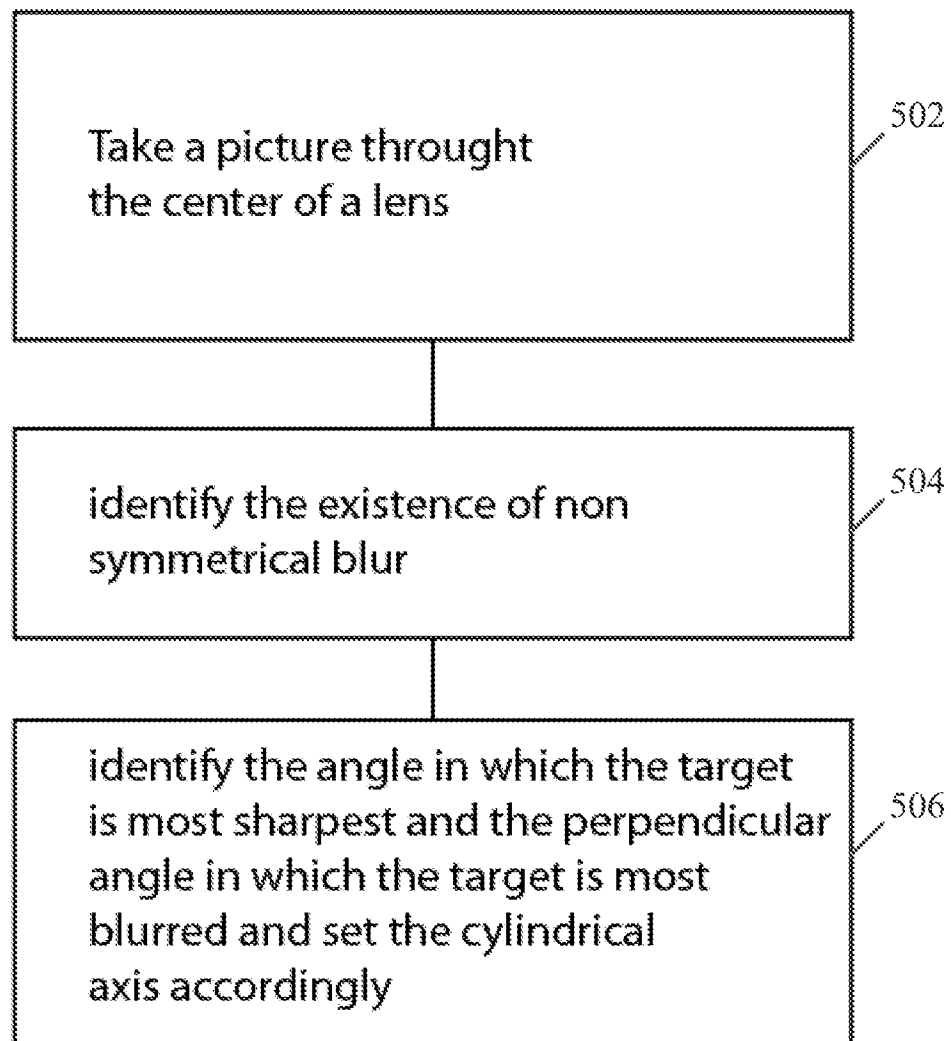 Take a picture throught
the center of a lens
502
identify the existence of non
symmetrical blur
504
identify the angle in which the target
is most sharpest and the perpendicular
angle in which the target is most
blurred and set the cylindrical
axis accordingly
506